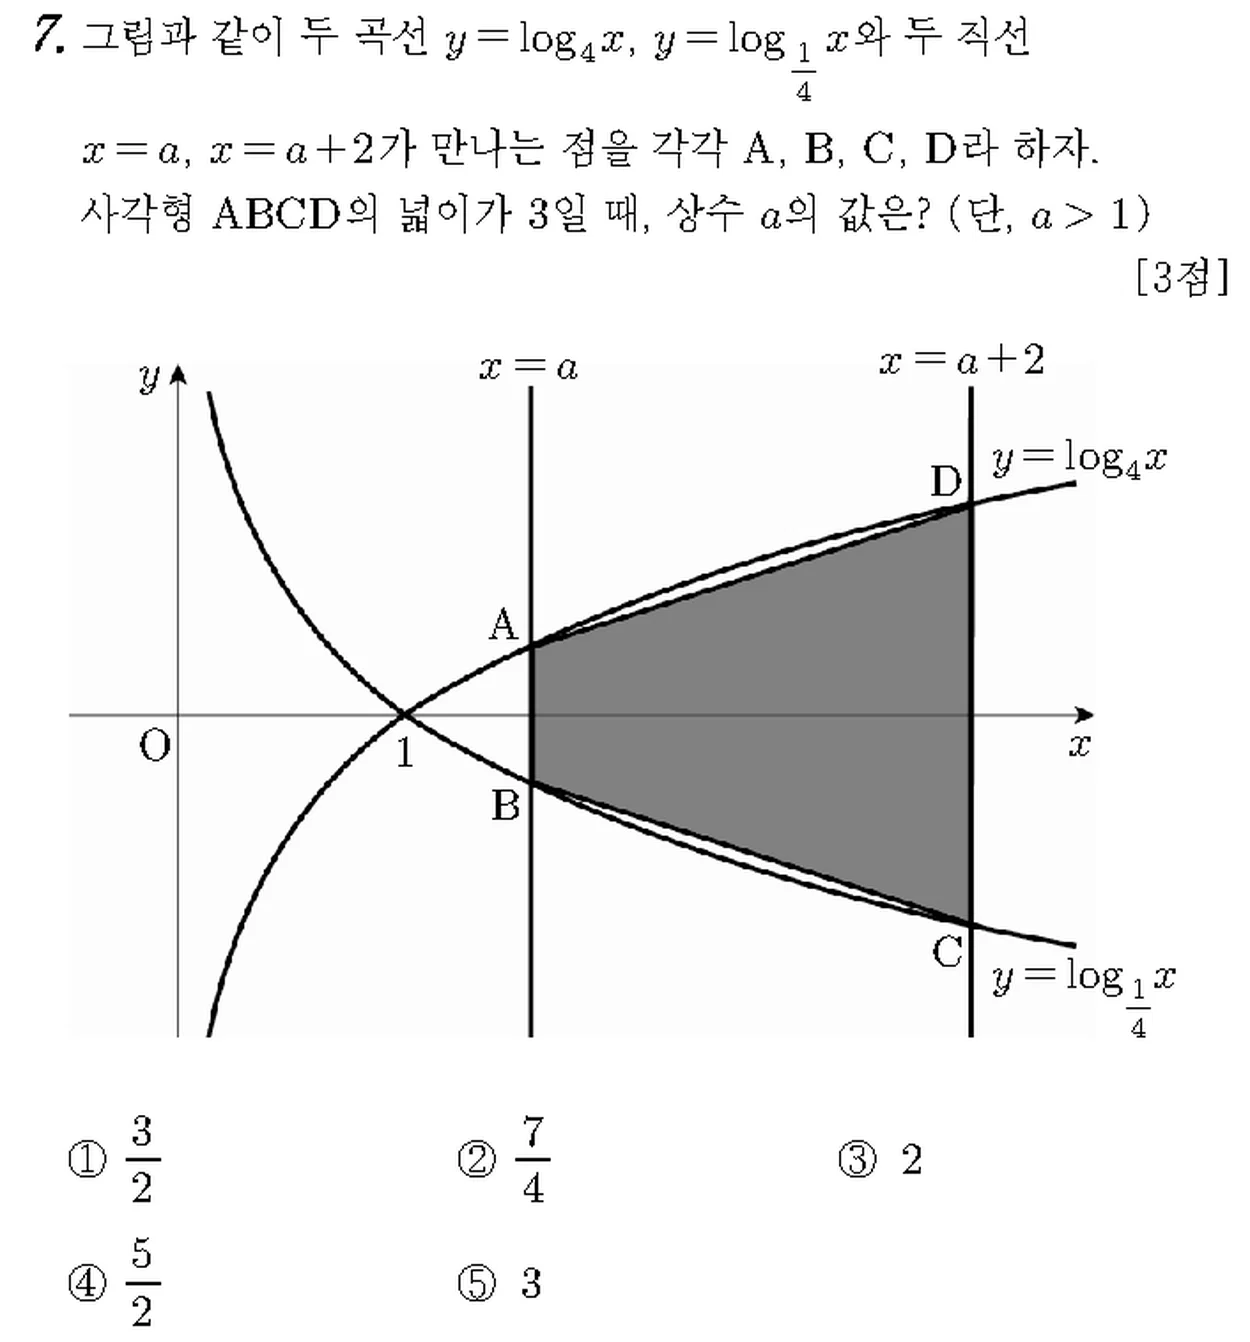 7. 그림과 같이 두 곡선 y = log₄x, y = log_{1/4} x와 두 직선
x = a, x = a+2가 만나는 점을 각각 A, B, C, D라 하자.
사각형 ABCD의 넓이가 3일 때, 상수 a의 값은? (단, a > 1)
[3점]
x = a
x = a+2
y
y = log₄x
D
A
O
1
x
B
C
y = log_{1/4} x
① 3/2
② 7/4
③ 2
④ 5/2
⑤ 3